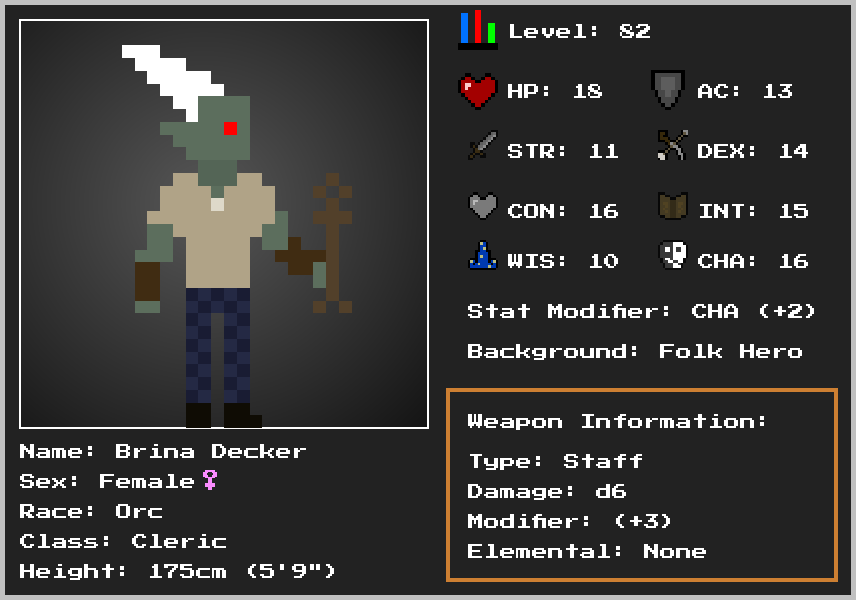 Level: 82
HP: 18
AC: 13
STR: 11
DEX: 14
CON: 16
INT: 15
WIS: 10
CHA: 16
Stat Modifier: CHA (+2)
Background: Folk Hero
Weapon Information:
Type: Staff
Damage: d6
Modifier: (+3)
Elemental: None
Name: Brina Decker
Sex: Female♀
Race: Orc
Class: Cleric
Height: 175cm (5'9")